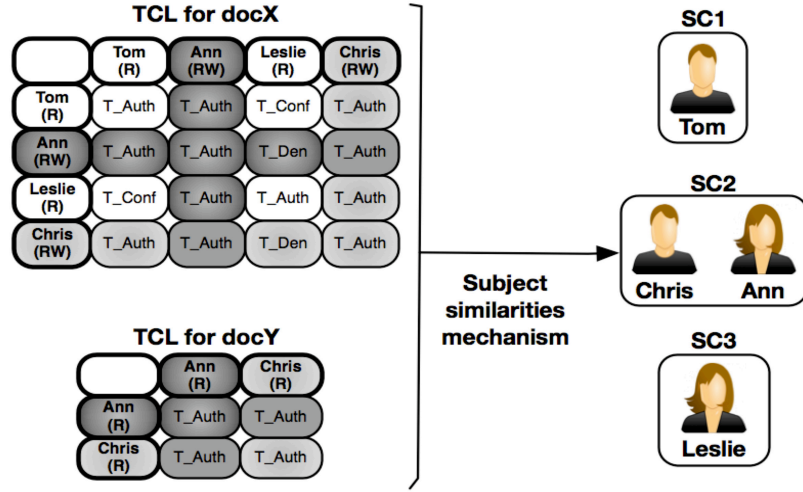 TCL for docX
Tom Ann Leslie Chris
(R) (RW) (R) (RW)
Tom
(R) T_Auth T_Auth T_Conf T_Auth
Ann
(RW) T_Auth T_Auth T_Den T_Auth
Leslie
(R) T_Conf T_Auth T_Auth T_Auth
Chris
(RW) T_Auth T_Auth T_Den T_Auth
TCL for docY
Ann Chris
(R) (R)
Ann
(R) T_Auth T_Auth
Chris
(R) T_Auth T_Auth
Subject
similarities
mechanism
SC1
Tom
SC2
Chris Ann
SC3
Leslie